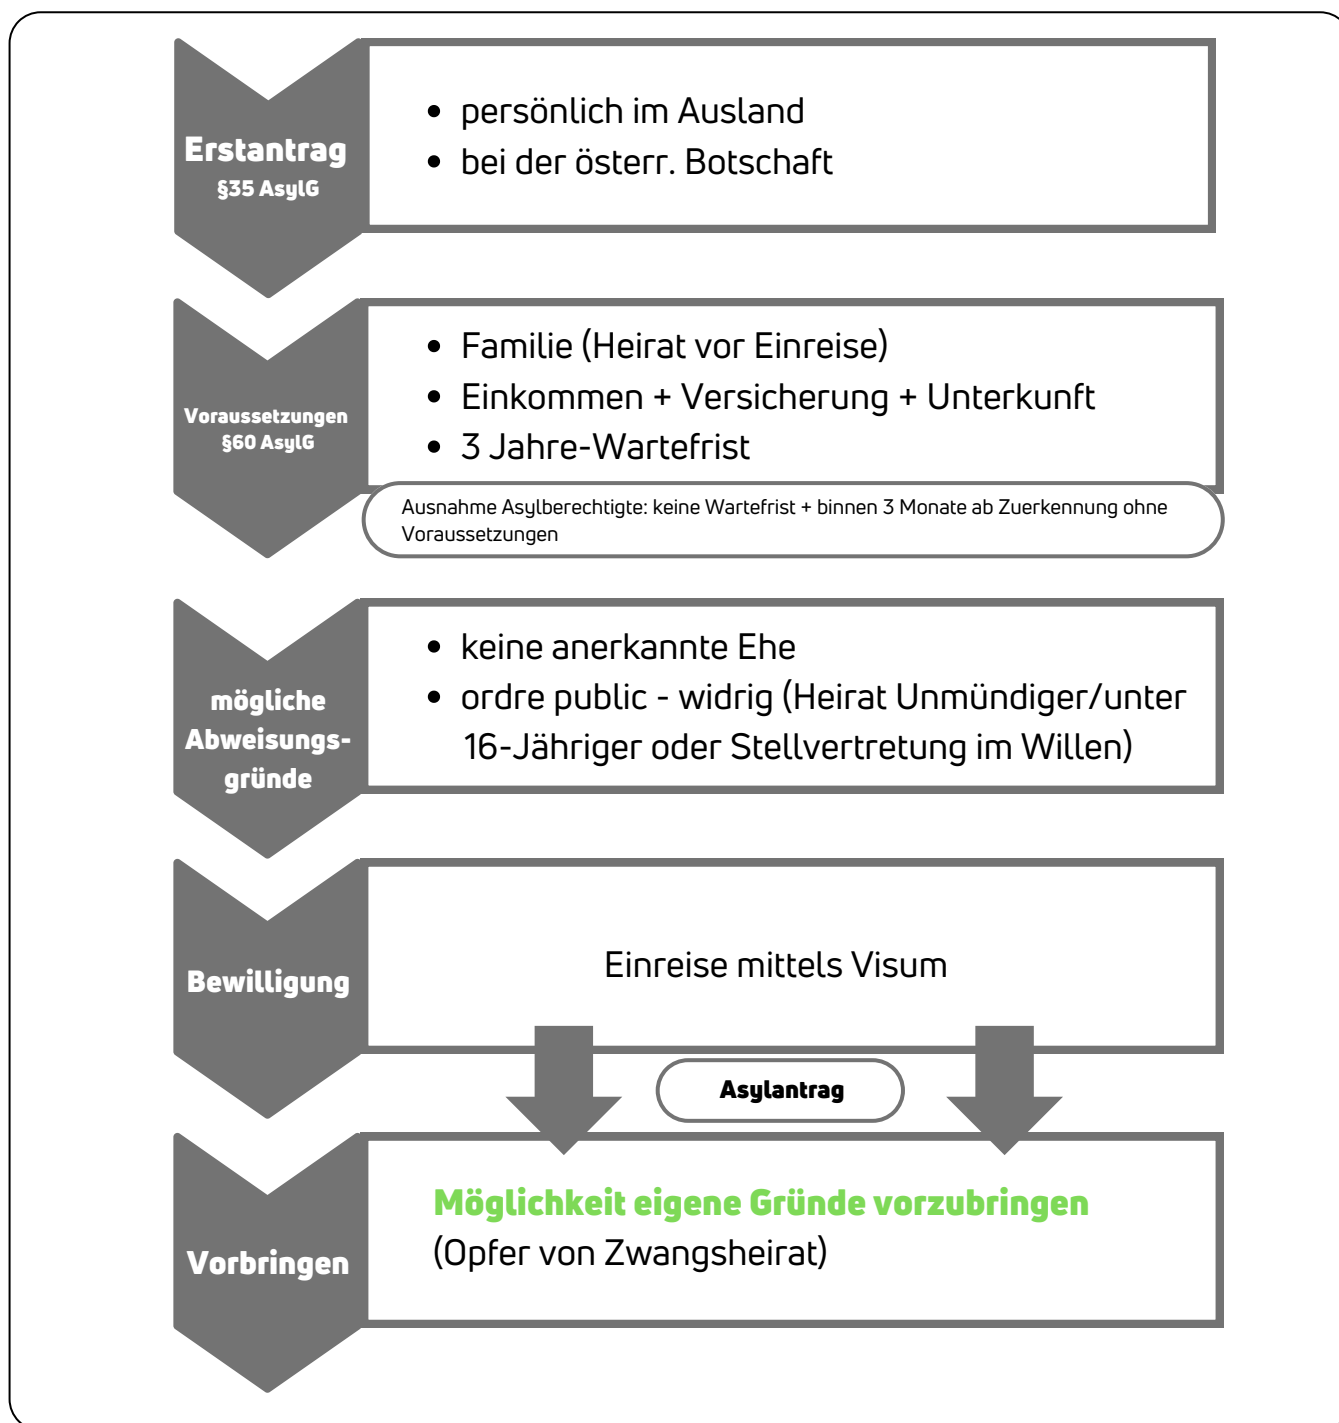 Erstantrag
§35 AsylG
• persönlich im Ausland
• bei der österr. Botschaft
Voraussetzungen
§60 AsylG
• Familie (Heirat vor Einreise)
• Einkommen + Versicherung + Unterkunft
• 3 Jahre-Wartefrist
Ausnahme Asylberechtigte: keine Wartefrist + binnen 3 Monate ab Zuerkennung ohne
Voraussetzungen
mögliche
Abweisungs-
gründe
• keine anerkannte Ehe
• ordre public - widrig (Heirat Unmündiger/unter
16-Jähriger oder Stellvertretung im Willen)
Bewilligung
Einreise mittels Visum
Asylantrag
Vorbringen
Möglichkeit eigene Gründe vorzubringen
(Opfer von Zwangsheirat)